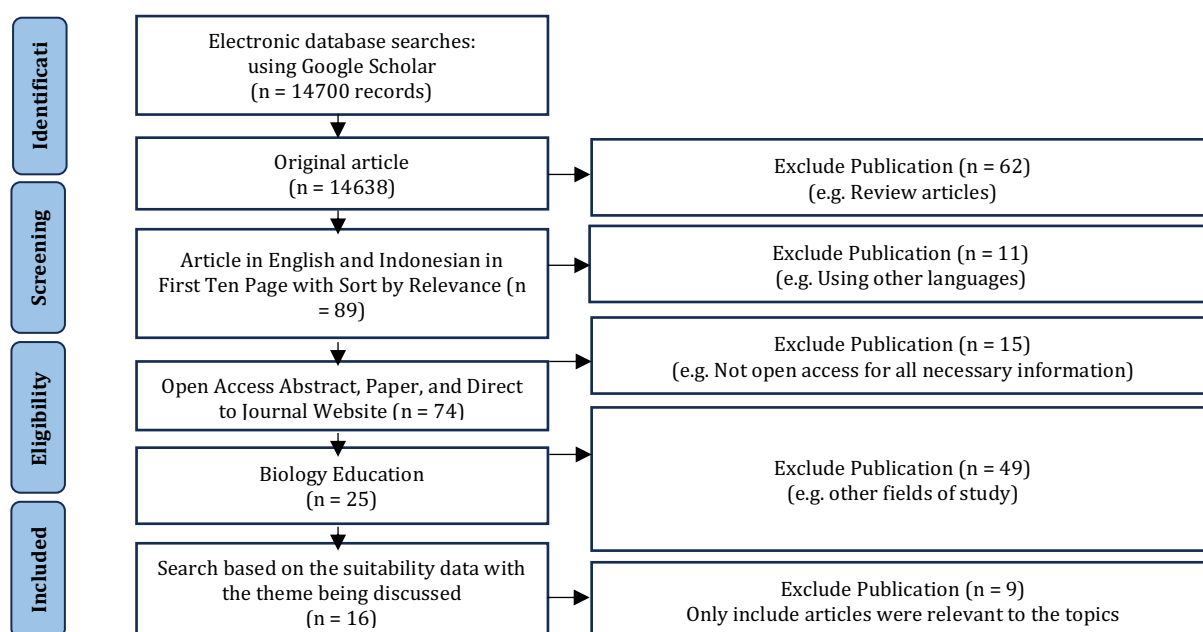 Identificati
Electronic database searches:
using Google Scholar
(n = 14700 records)
Original article
(n = 14638)
Exclude Publication (n = 62)
(e.g. Review articles)
Screening
Article in English and Indonesian in
First Ten Page with Sort by Relevance (n
= 89)
Exclude Publication (n = 11)
(e.g. Using other languages)
Eligibility
Open Access Abstract, Paper, and Direct
to Journal Website (n = 74)
Exclude Publication (n = 15)
(e.g. Not open access for all necessary information)
Biology Education
(n = 25)
Exclude Publication (n = 49)
(e.g. other fields of study)
Included
Search based on the suitability data with
the theme being discussed
(n = 16)
Exclude Publication (n = 9)
Only include articles were relevant to the topics